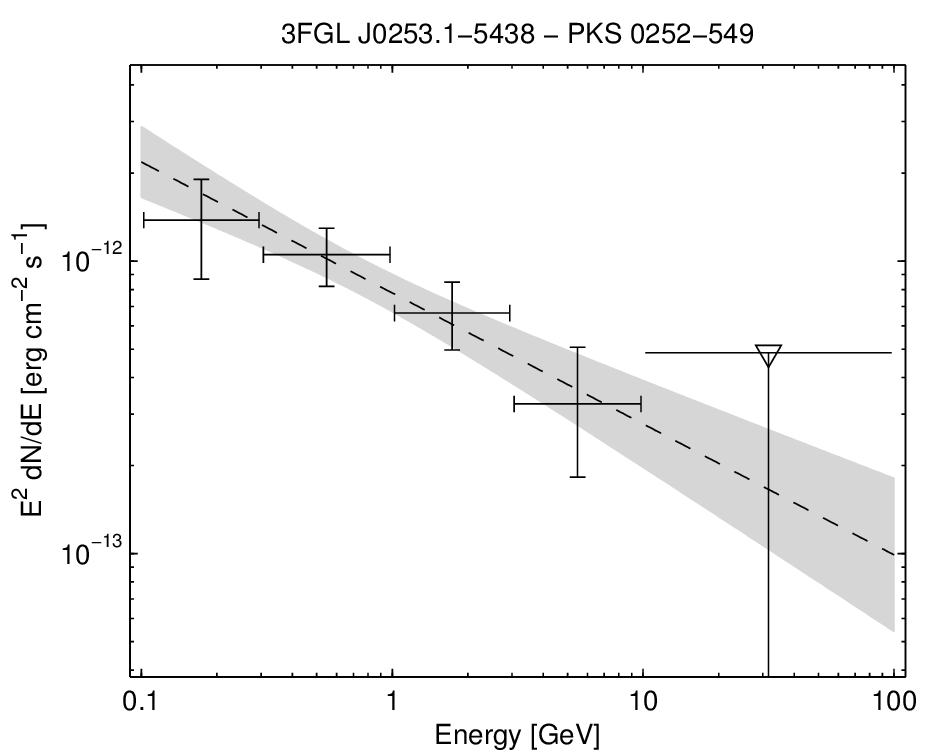 3FGL J0253.1−5438 − PKS 0252−549
E² dN/dE [erg cm⁻² s⁻¹]
10⁻¹²
10⁻¹³
0.1 1 10 100
Energy [GeV]